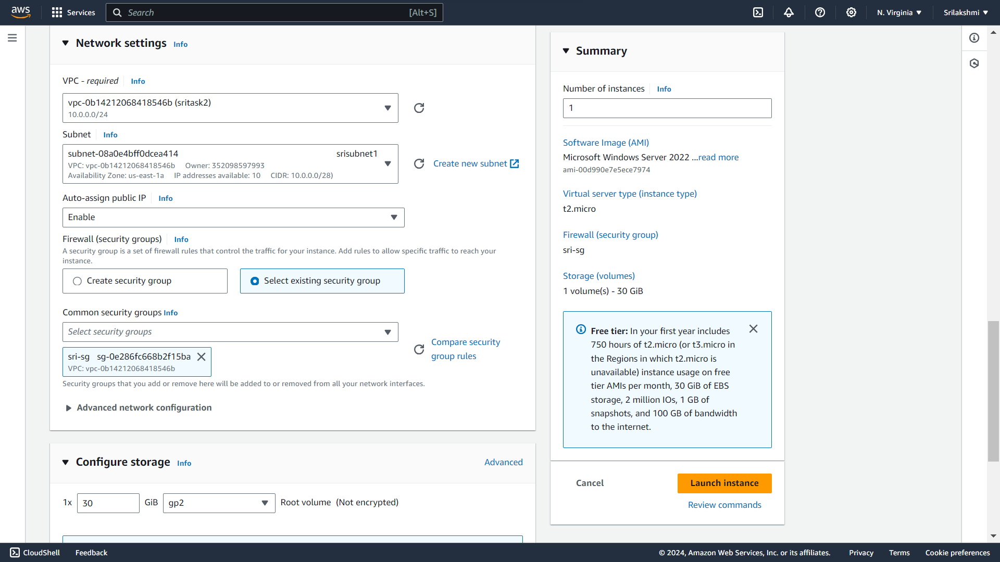 aws
Services
Search
[Alt+S]
N. Virginia
Srilakshmi
Network settings Info
VPC - required Info
vpc-0b14212068418546b (sritask2)
10.0.0.0/24
Subnet Info
subnet-08a0e4bff0dcea414 srisubnet1
VPC: vpc-0b14212068418546b Owner: 352098597993
Availability Zone: us-east-1a IP addresses available: 10 CIDR: 10.0.0.0/28)
Create new subnet
Auto-assign public IP Info
Enable
Firewall (security groups) Info
A security group is a set of firewall rules that control the traffic for your instance. Add rules to allow specific traffic to reach your
instance.
Create security group
Select existing security group
Common security groups Info
Select security groups
sri-sg sg-0e286fc668b2f15ba
VPC: vpc-0b14212068418546b
Compare security
group rules
Security groups that you add or remove here will be added to or removed from all your network interfaces.
Advanced network configuration
Configure storage Info
Advanced
1x 30 GiB gp2 Root volume (Not encrypted)
Summary
Number of instances Info
1
Software Image (AMI)
Microsoft Windows Server 2022 ...read more
ami-00d990e7e5ece7974
Virtual server type (instance type)
t2.micro
Firewall (security group)
sri-sg
Storage (volumes)
1 volume(s) - 30 GiB
Free tier: In your first year includes
750 hours of t2.micro (or t3.micro in
the Regions in which t2.micro is
unavailable) instance usage on free
tier AMIs per month, 30 GiB of EBS
storage, 2 million IOs, 1 GB of
snapshots, and 100 GB of bandwidth
to the internet.
Cancel
Launch instance
Review commands
CloudShell
Feedback
© 2024, Amazon Web Services, Inc. or its affiliates.
Privacy
Terms
Cookie preferences